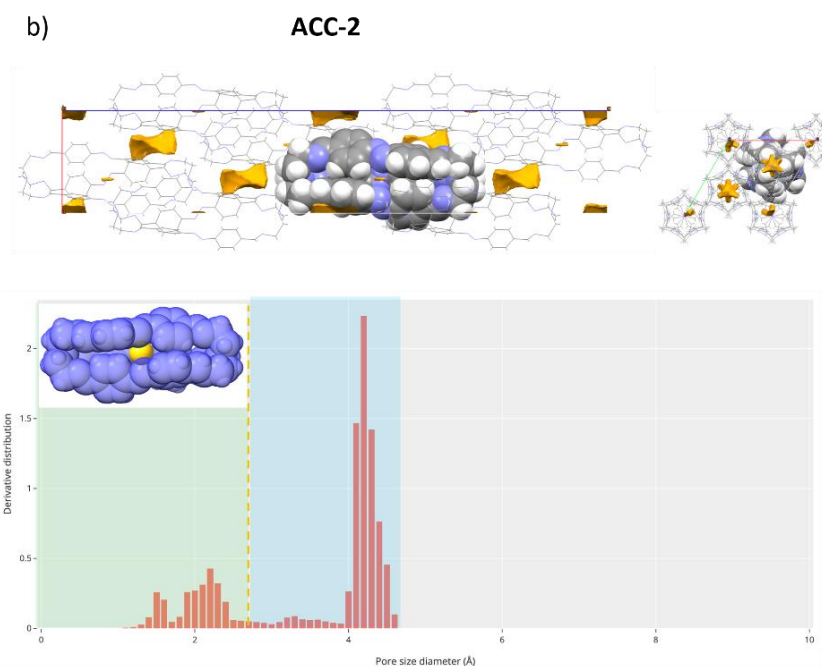 b) ACC-2
2
1.5
1
0.5
0
Derivative distribution
0 2 4 6 8 10
Pore size diameter (Å)